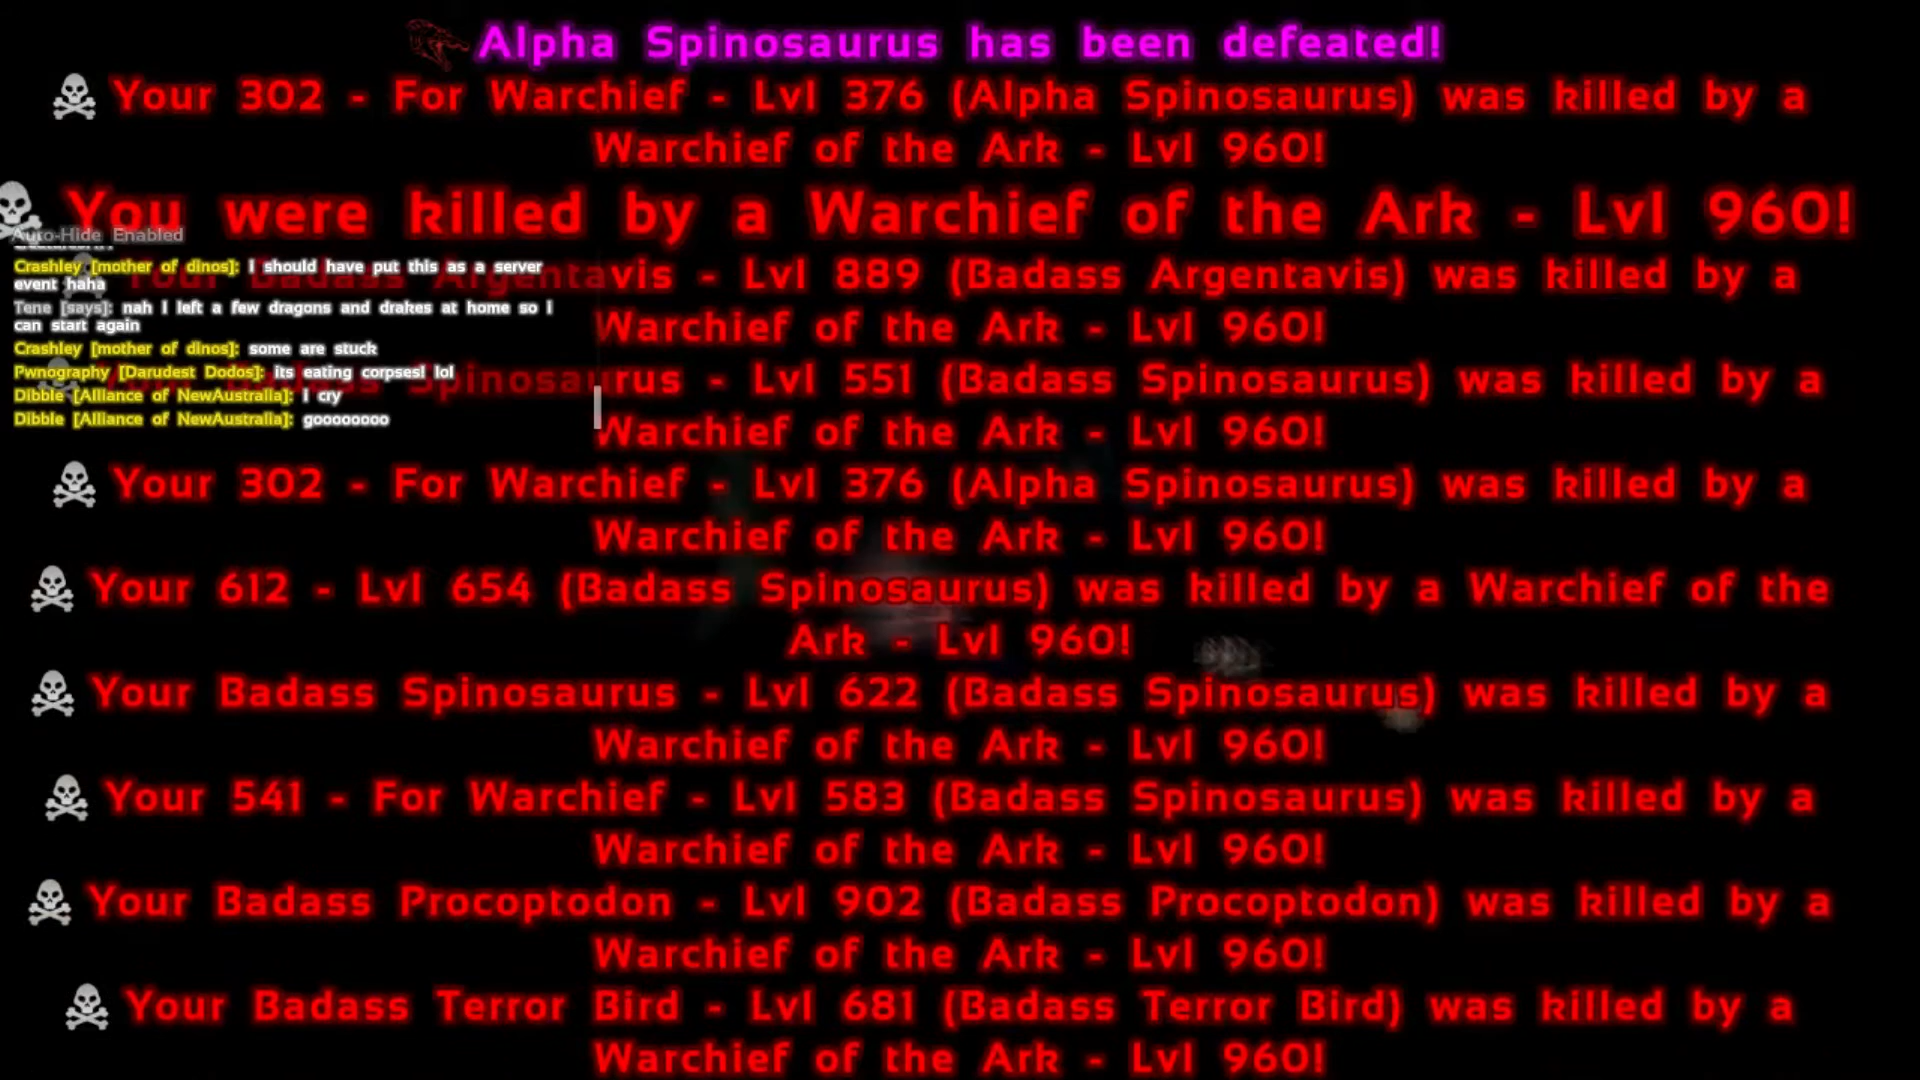 Alpha Spinosaurus has been defeated!
Your 302 - For Warchief - Lvl 376 (Alpha Spinosaurus) was killed by a
Warchief of the Ark - Lvl 960!
You were killed by a Warchief of the Ark - Lvl 960!
Auto-Hide Enabled
Crashley [mother of dinos]: I should have put this as a server
event haha
Tene [says]: nah I left a few dragons and drakes at home so I
can start again
Crashley [mother of dinos]: some are stuck
Pwnography [Darudest Dodos]: its eating corpses! lol
Dibble [Alliance of NewAustralia]: I cry
Dibble [Alliance of NewAustralia]: goooooooo
Your Badass Argentavis - Lvl 889 (Badass Argentavis) was killed by a
Warchief of the Ark - Lvl 960!
Spinosaurus - Lvl 551 (Badass Spinosaurus) was killed by a
Warchief of the Ark - Lvl 960!
Your 302 - For Warchief - Lvl 376 (Alpha Spinosaurus) was killed by a
Warchief of the Ark - Lvl 960!
Your 612 - Lvl 654 (Badass Spinosaurus) was killed by a Warchief of the
Ark - Lvl 960!
Your Badass Spinosaurus - Lvl 622 (Badass Spinosaurus) was killed by a
Warchief of the Ark - Lvl 960!
Your 541 - For Warchief - Lvl 583 (Badass Spinosaurus) was killed by a
Warchief of the Ark - Lvl 960!
Your Badass Procoptodon - Lvl 902 (Badass Procoptodon) was killed by a
Warchief of the Ark - Lvl 960!
Your Badass Terror Bird - Lvl 681 (Badass Terror Bird) was killed by a
Warchief of the Ark - Lvl 960!